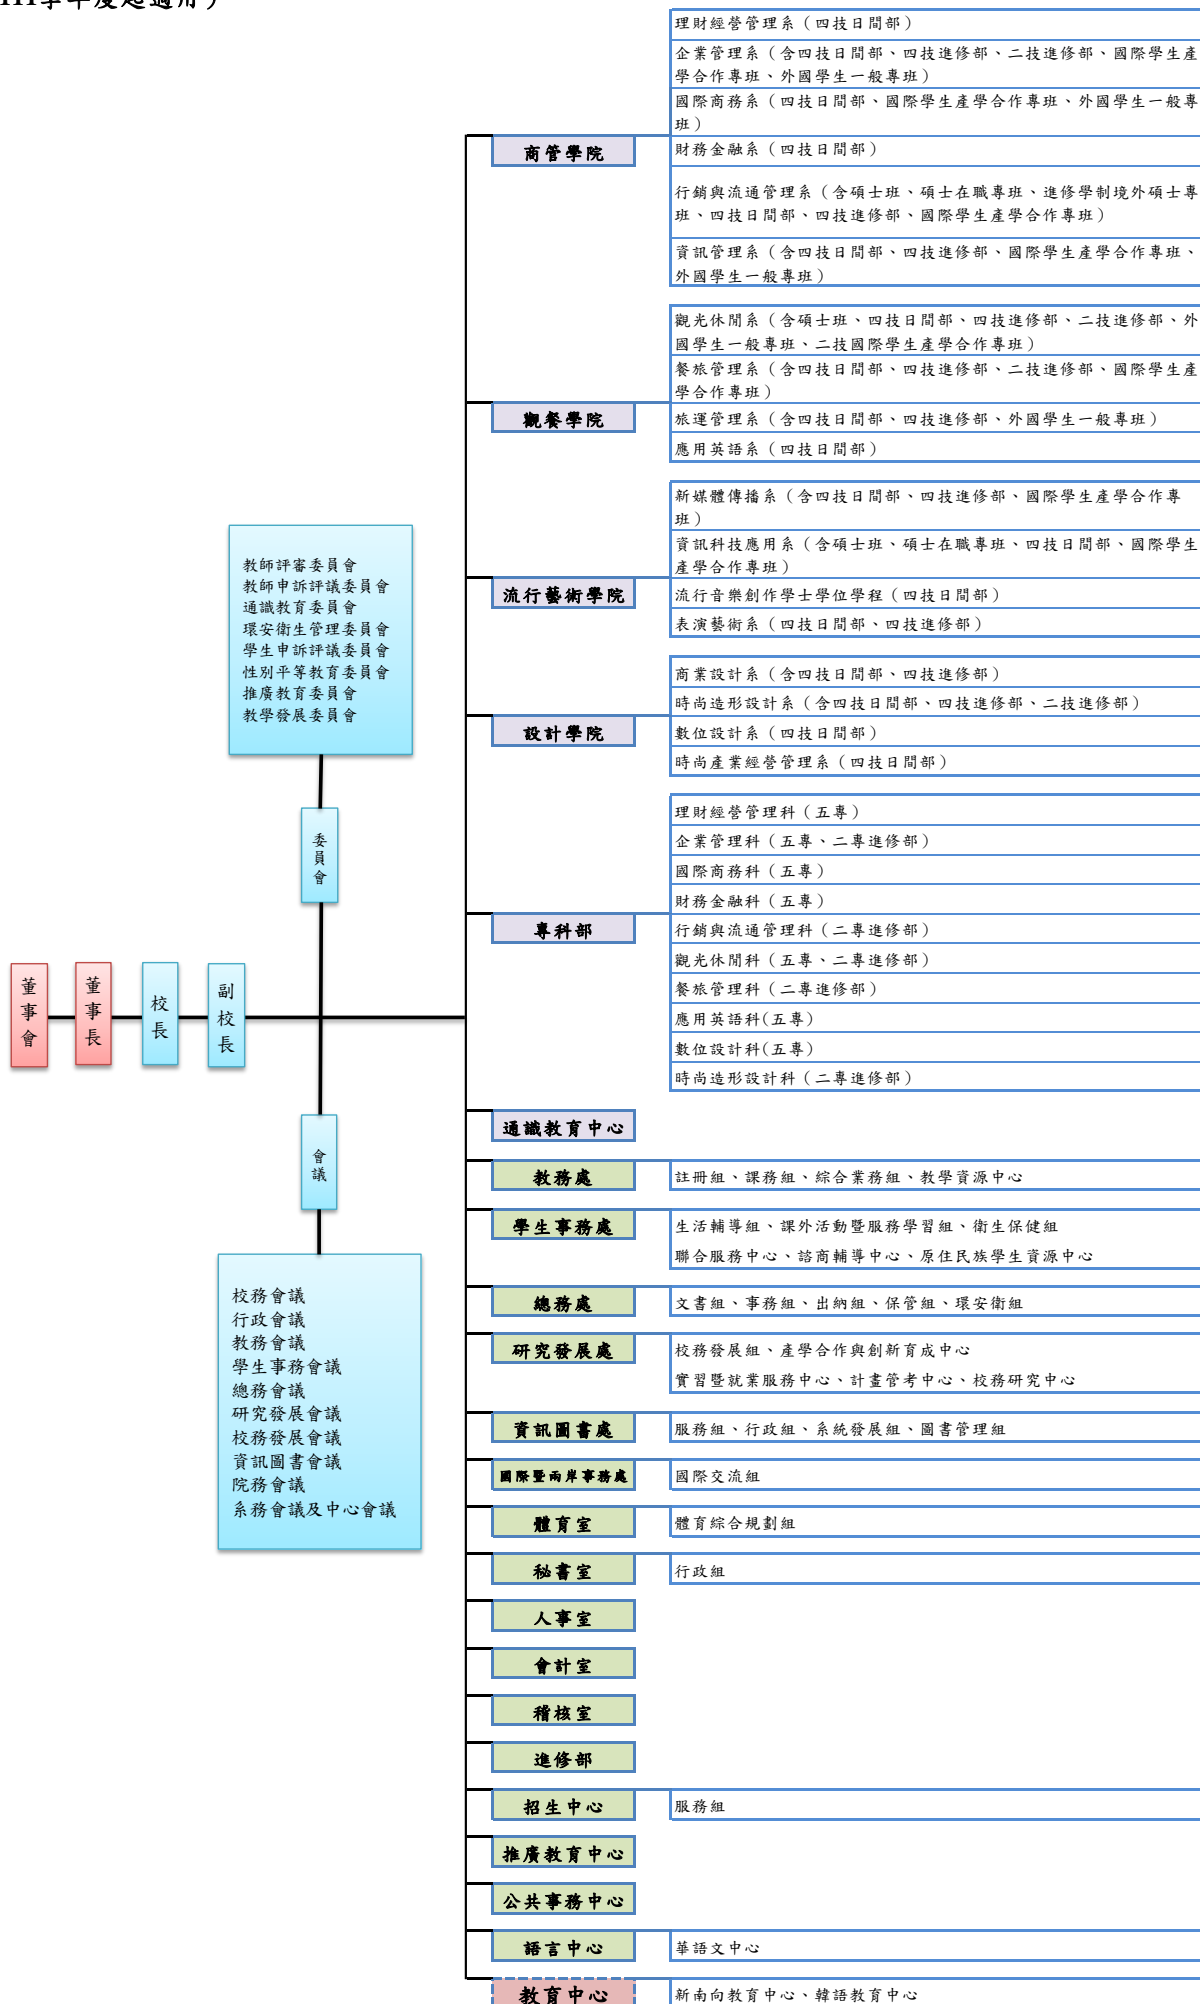 111學年度起適用）
理財經營管理系（四技日間部）
企業管理系（含四技日間部、四技進修部、二技進修部、國際學生產
學合作專班、外國學生一般專班）
國際商務系（四技日間部、國際學生產學合作專班、外國學生一般專
班）
商管學院
財務金融系（四技日間部）
行銷與流通管理系（含碩士班、碩士在職專班、進修學制境外碩士專
班、四技日間部、四技進修部、國際學生產學合作專班）
資訊管理系（含四技日間部、四技進修部、國際學生產學合作專班、
外國學生一般專班）
觀光休閒系（含碩士班、四技日間部、四技進修部、二技進修部、外
國學生一般專班、二技國際學生產學合作專班）
餐旅管理系（含四技日間部、四技進修部、二技進修部、國際學生產
學合作專班）
觀餐學院
旅運管理系（含四技日間部、四技進修部、外國學生一般專班）
應用英語系（四技日間部）
新媒體傳播系（含四技日間部、四技進修部、國際學生產學合作專
班）
資訊科技應用系（含碩士班、碩士在職專班、四技日間部、國際學生
產學合作專班）
流行藝術學院
流行音樂創作學士學位學程（四技日間部）
表演藝術系（四技日間部、四技進修部）
教師評審委員會
教師申訴評議委員會
通識教育委員會
環安衛生管理委員會
學生申訴評議委員會
性別平等教育委員會
推廣教育委員會
教學發展委員會
商業設計系（含四技日間部、四技進修部）
時尚造形設計系（含四技日間部、四技進修部、二技進修部）
設計學院
數位設計系（四技日間部）
時尚產業經營管理系（四技日間部）
委員會
理財經營管理科（五專）
企業管理科（五專、二專進修部）
國際商務科（五專）
財務金融科（五專）
專科部
行銷與流通管理科（二專進修部）
觀光休閒科（五專、二專進修部）
餐旅管理科（二專進修部）
應用英語科(五專）
數位設計科(五專）
時尚造形設計科（二專進修部）
董事會
董事長
校長
副校長
通識教育中心
會議
教務處
註冊組、課務組、綜合業務組、教學資源中心
學生事務處
生活輔導組、課外活動暨服務學習組、衛生保健組
聯合服務中心、諮商輔導中心、原住民族學生資源中心
校務會議
行政會議
教務會議
學生事務會議
總務會議
研究發展會議
校務發展會議
資訊圖書會議
院務會議
系務會議及中心會議
總務處
文書組、事務組、出納組、保管組、環安衛組
研究發展處
校務發展組、產學合作與創新育成中心
實習暨就業服務中心、計畫管考中心、校務研究中心
資訊圖書處
服務組、行政組、系統發展組、圖書管理組
國際暨兩岸事務處
國際交流組
體育室
體育綜合規劃組
秘書室
行政組
人事室
會計室
稽核室
進修部
招生中心
服務組
推廣教育中心
公共事務中心
語言中心
華語文中心
教育中心
新南向教育中心、韓語教育中心